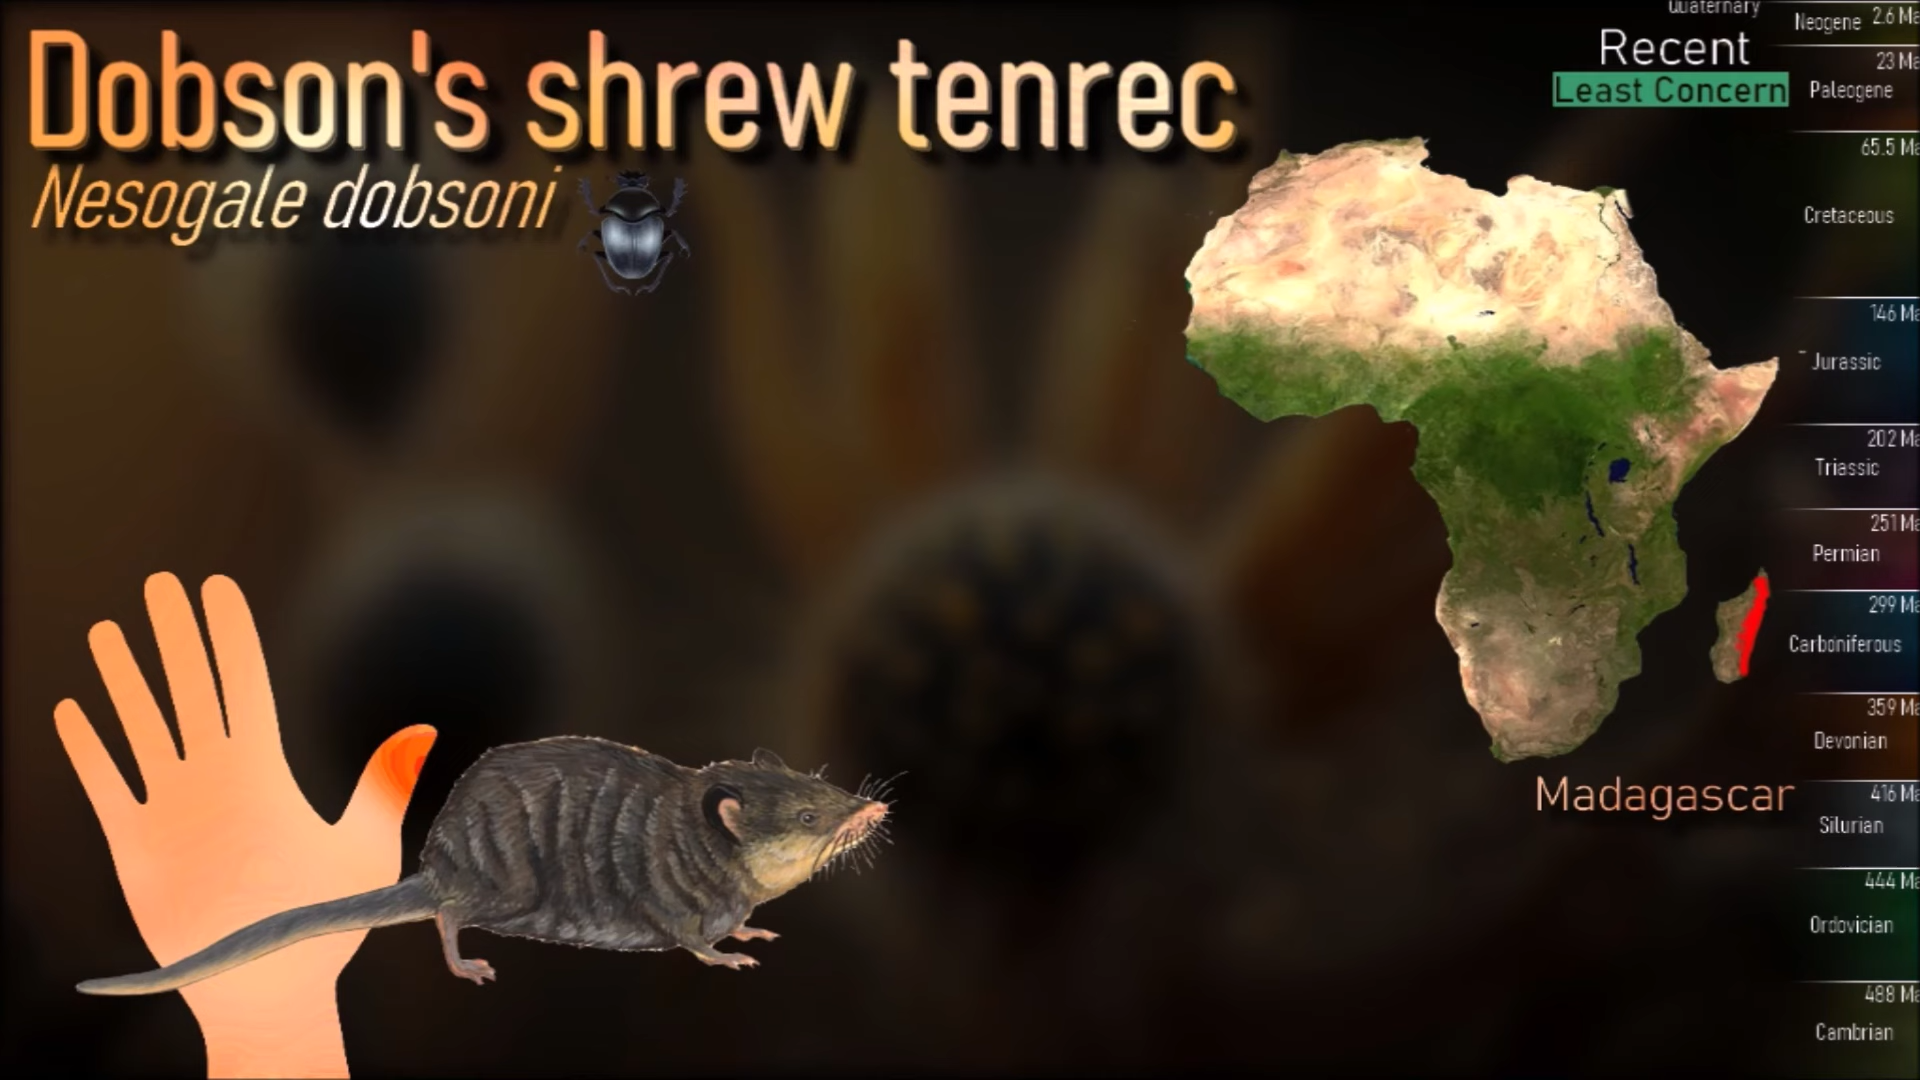 Dobson's shrew tenrec
Nesogale dobsoni
Recent
Least Concern
Madagascar
Quaternary
2.6 Ma
Neogene
23 Ma
Paleogene
65.5 Ma
Cretaceous
146 Ma
Jurassic
202 Ma
Triassic
251 Ma
Permian
299 Ma
Carboniferous
359 Ma
Devonian
416 Ma
Silurian
444 Ma
Ordovician
488 Ma
Cambrian